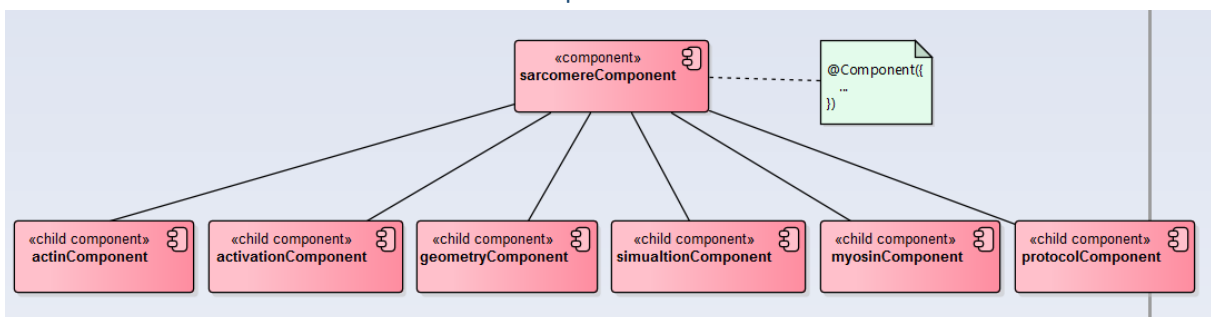 «component»
sarcomereComponent
@Component({
...
})
«child component»
actinComponent
«child component»
activationComponent
«child component»
geometryComponent
«child component»
simualtionComponent
«child component»
myosinComponent
«child component»
protocolComponent